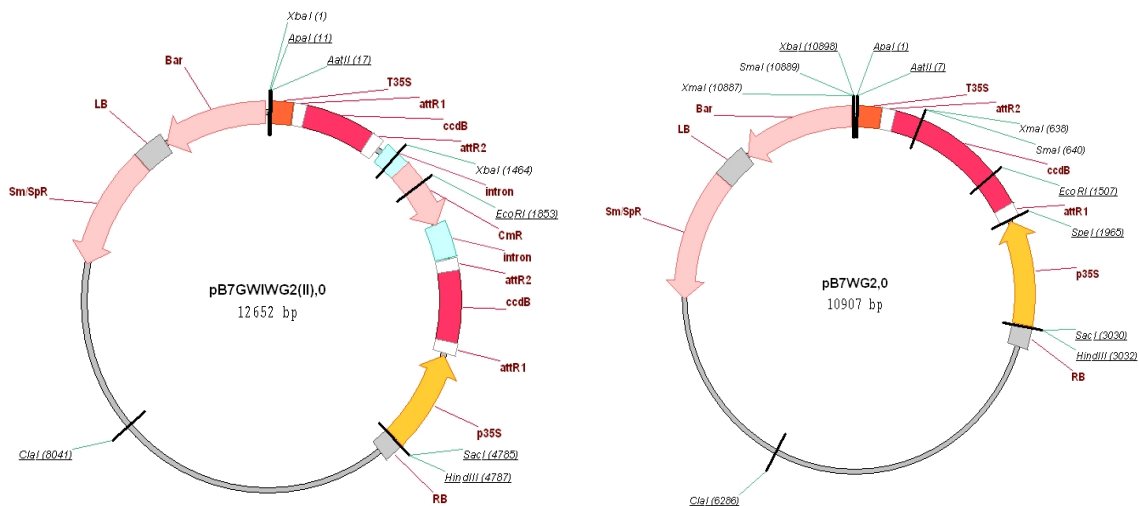 XbaI (1)
ApaI (11)
AatII (17)
T35S
attR1
ccdB
attR2
XbaI (1464)
intron
EcoRI (1853)
CmR
intron
attR2
ccdB
attR1
p35S
SacI (4785)
HindIII (4787)
RB
ClaI (8041)
Sm/SpR
LB
Bar
pB7GWIWG2(II),0
12652 bp
XbaI (10898)
ApaI (1)
SmaI (10889)
AatII (7)
XmaI (10887)
T35S
attR2
XmaI (638)
SmaI (640)
ccdB
EcoRI (1507)
attR1
SpeI (1965)
p35S
SacI (3030)
HindIII (3032)
RB
ClaI (6286)
Sm/SpR
LB
Bar
pB7WG2,0
10907 bp